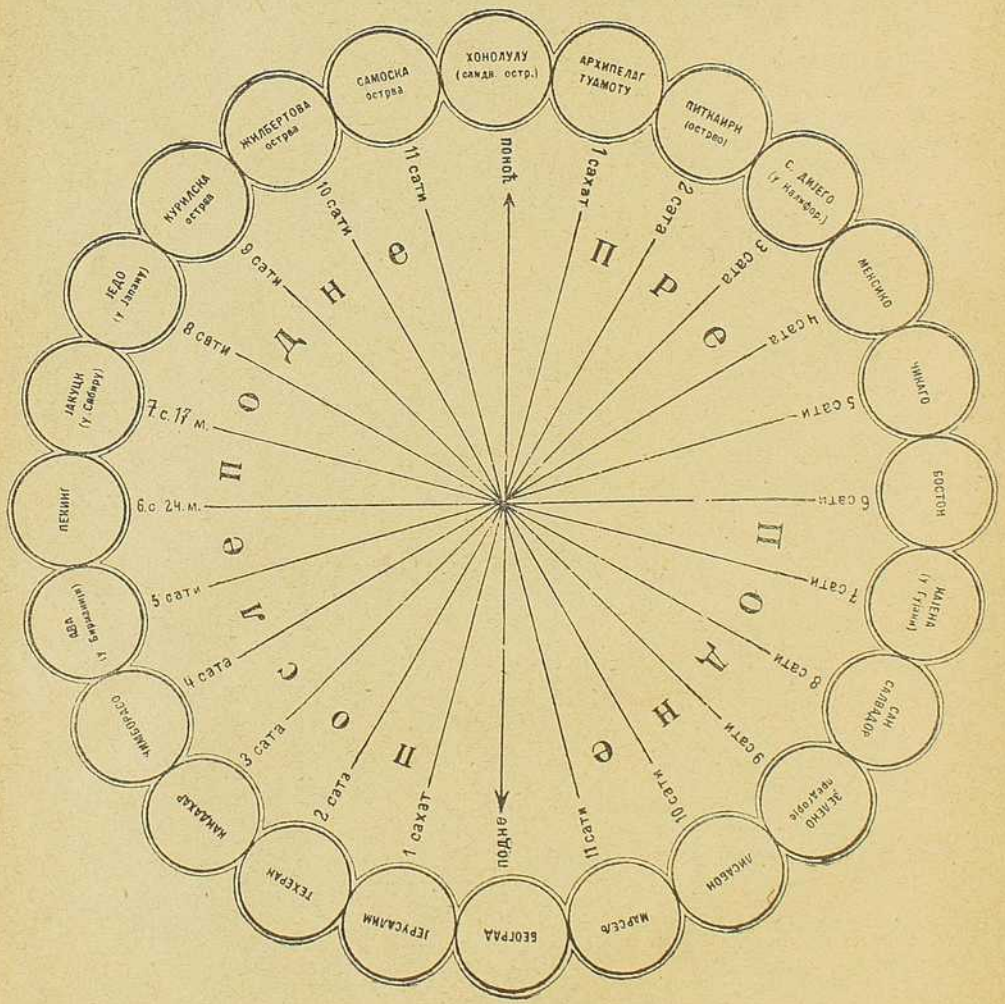 ХОНОЛУЛУ
(сандв. остр.)
поноћ
АРХИПЕЛАГ
ТУАМОТУ
1 сахат
ПИТКАИРН
(острво)
2 сата
С. ДИЈЕГО
(у Калифор.)
3 сата
МЕКСИКО
4 сата
ЧИКАГО
5 сати
БОСТОН
6 сати
КАЈЕНА
(у Гујани)
7 сати
САН
САЛВАДОР
8 сати
ЗЕЛЕНО
предгорје
9 сати
ЛИСАБОН
10 сати
МАРСЕЉ
11 сати
БЕОГРАД
подне
ЈЕРУСАЛИМ
1 сахат
ТЕХЕРАН
2 сата
КАНДАХАР
3 сата
ЧИМБОРАСО
4 сата
АВА
(у Бирманији)
5 сати
ПЕКИНГ
6 с. 24. м.
ЈАКУЦК
(у Сибиру)
7 с. 17 м.
ЈЕДО
(у Јапану)
8 сати
КУРИЛСКА
острва
9 сати
ЖИЛБЕРТОВА
острва
10 сати
САМОСКА
острва
11 сати
пре подне
после подне